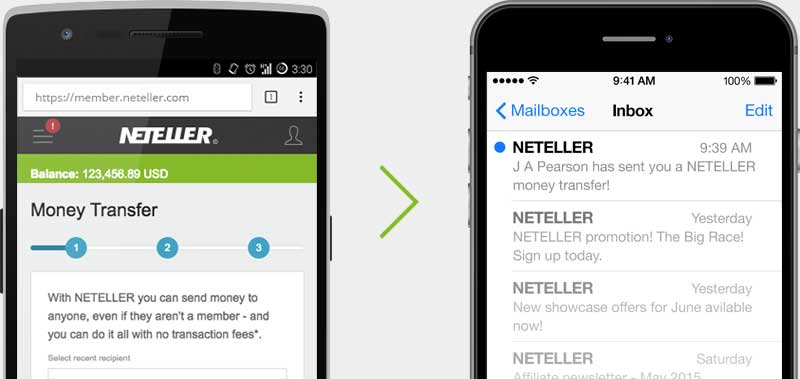 3:30
https://member.neteller.com
1
!
NETELLER
Balance: 123,456.89 USD
Money Transfer
1 2 3
With NETELLER you can send money to
anyone, even if they aren't a member - and
you can do it all with no transaction fees*.
Select recent recipient
9:41 AM 100%
Mailboxes Inbox Edit
NETELLER 9:39 AM
J A Pearson has sent you a NETELLER
money transfer!
NETELLER Yesterday
NETELLER promotion! The Big Race!
Sign up today.
NETELLER Yesterday
New showcase offers for June avilable
now!
NETELLER Saturday
Affiliate newsletter - May 2015